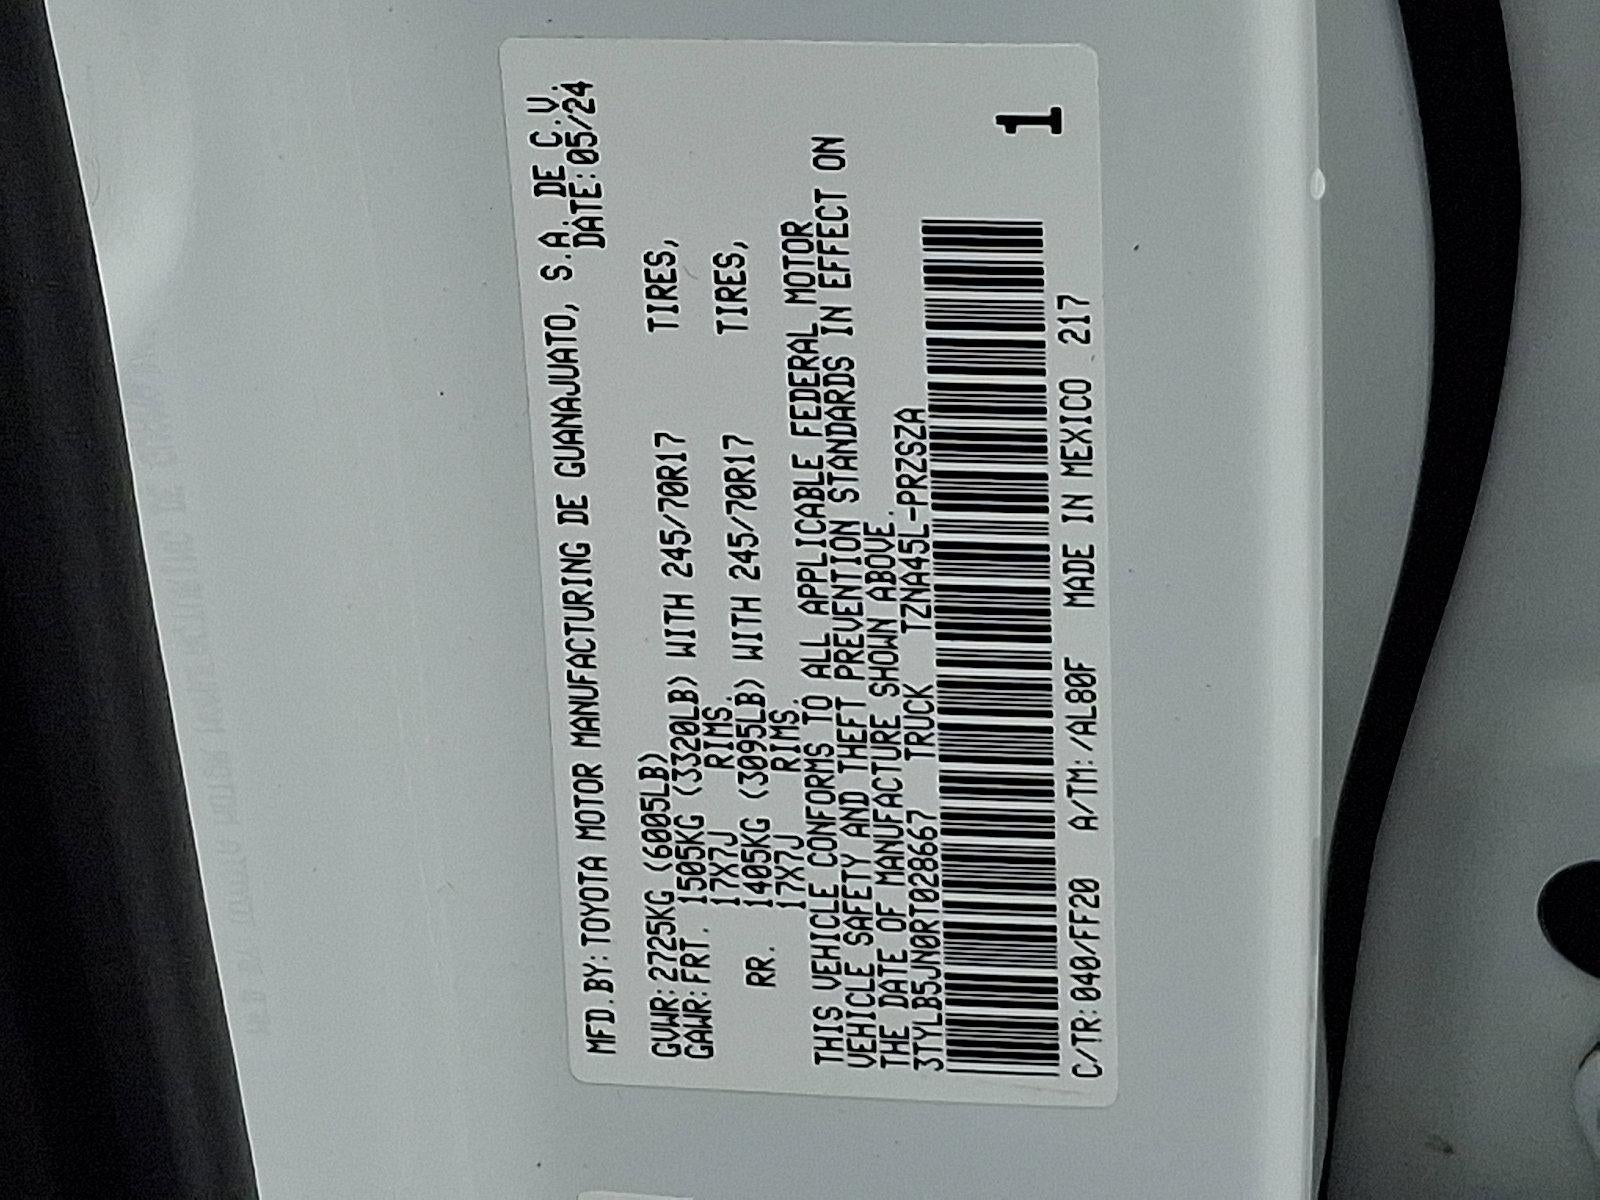 MFD.BY:TOYOTA MOTOR MANUFACTURING DE GUANAJUATO, S.A. DE C.V.
DATE:05/24
GVWR:2725KG (6005LB)
GAWR:FRT. 1505KG (3320LB) WITH 245/70R17 TIRES,
17X7J RIMS.
RR. 1405KG (3095LB) WITH 245/70R17 TIRES,
17X7J RIMS.
THIS VEHICLE CONFORMS TO ALL APPLICABLE FEDERAL MOTOR
VEHICLE SAFETY AND THEFT PREVENTION STANDARDS IN EFFECT ON
THE DATE OF MANUFACTURE SHOWN ABOVE.
3TYLB5JN0RT028667 TRUCK TZNA45L-PRZSZA
1
C/TR:040/FF20 A/TM:/AL80F MADE IN MEXICO 217